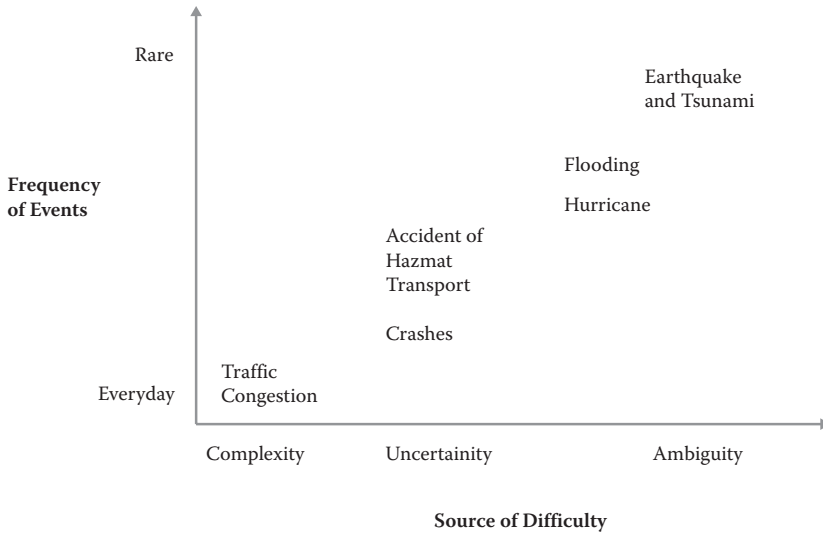 Rare
Earthquake
and Tsunami
Flooding
Frequency
of Events
Hurricane
Accident of
Hazmat
Transport
Crashes
Traffic
Congestion
Everyday
Complexity
Uncertainity
Ambiguity
Source of Difficulty